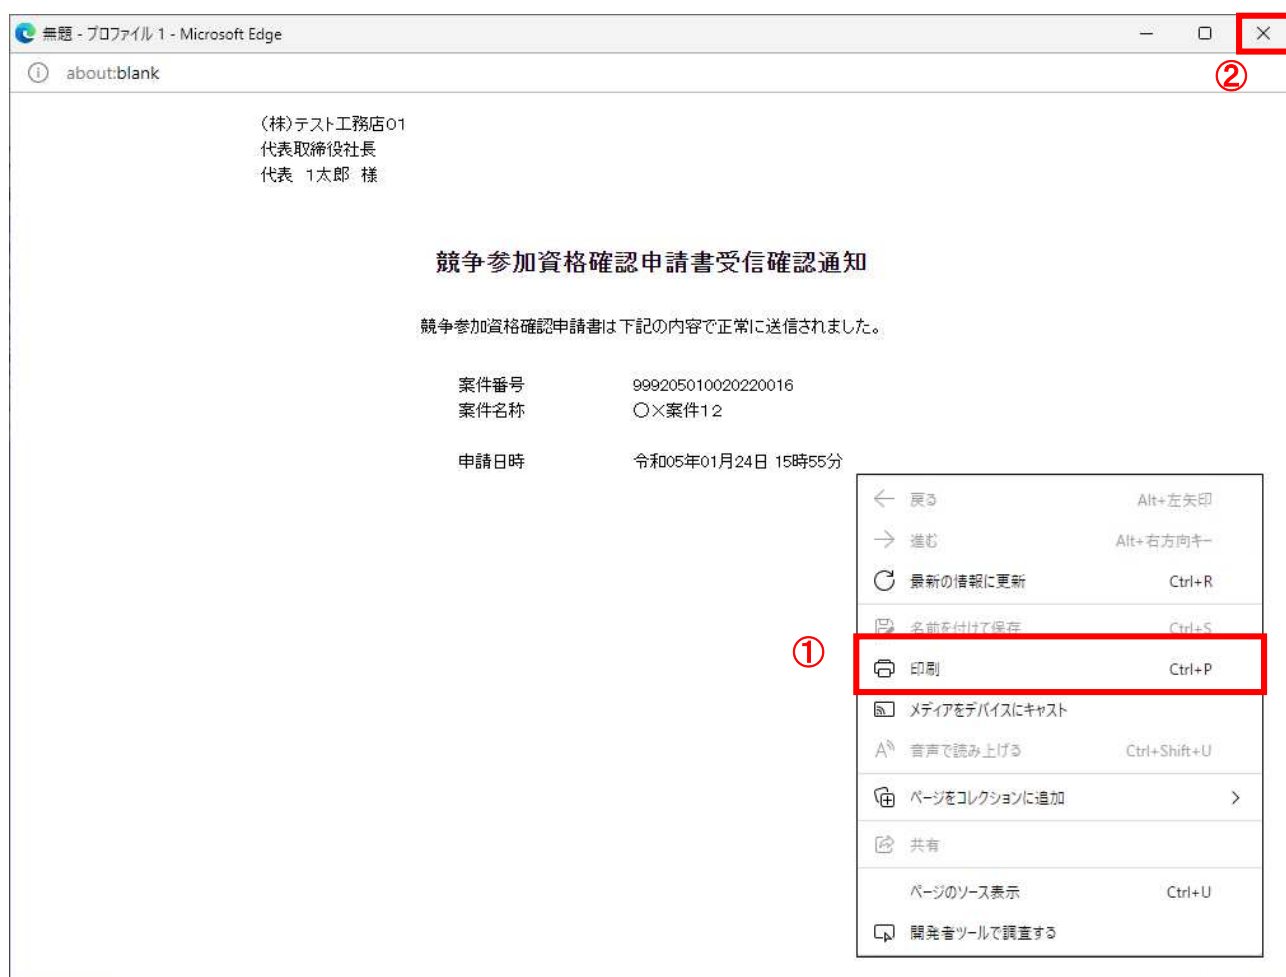 無題 - プロファイル 1 - Microsoft Edge
about:blank
②
(株)テスト工務店01
代表取締役社長
代表 1太郎 様
競争参加資格確認申請書受信確認通知
競争参加資格確認申請書は下記の内容で正常に送信されました。
案件番号 999205010020220016
案件名称 〇×案件12
申請日時 令和05年01月24日 15時55分
戻る Alt+左矢印
進む Alt+右方向キー
最新の情報に更新 Ctrl+R
名前を付けて保存 Ctrl+S
①
印刷 Ctrl+P
メディアをデバイスにキャスト
音声で読み上げる Ctrl+Shift+U
ページをコレクションに追加
共有
ページのソース表示 Ctrl+U
開発者ツールで調査する